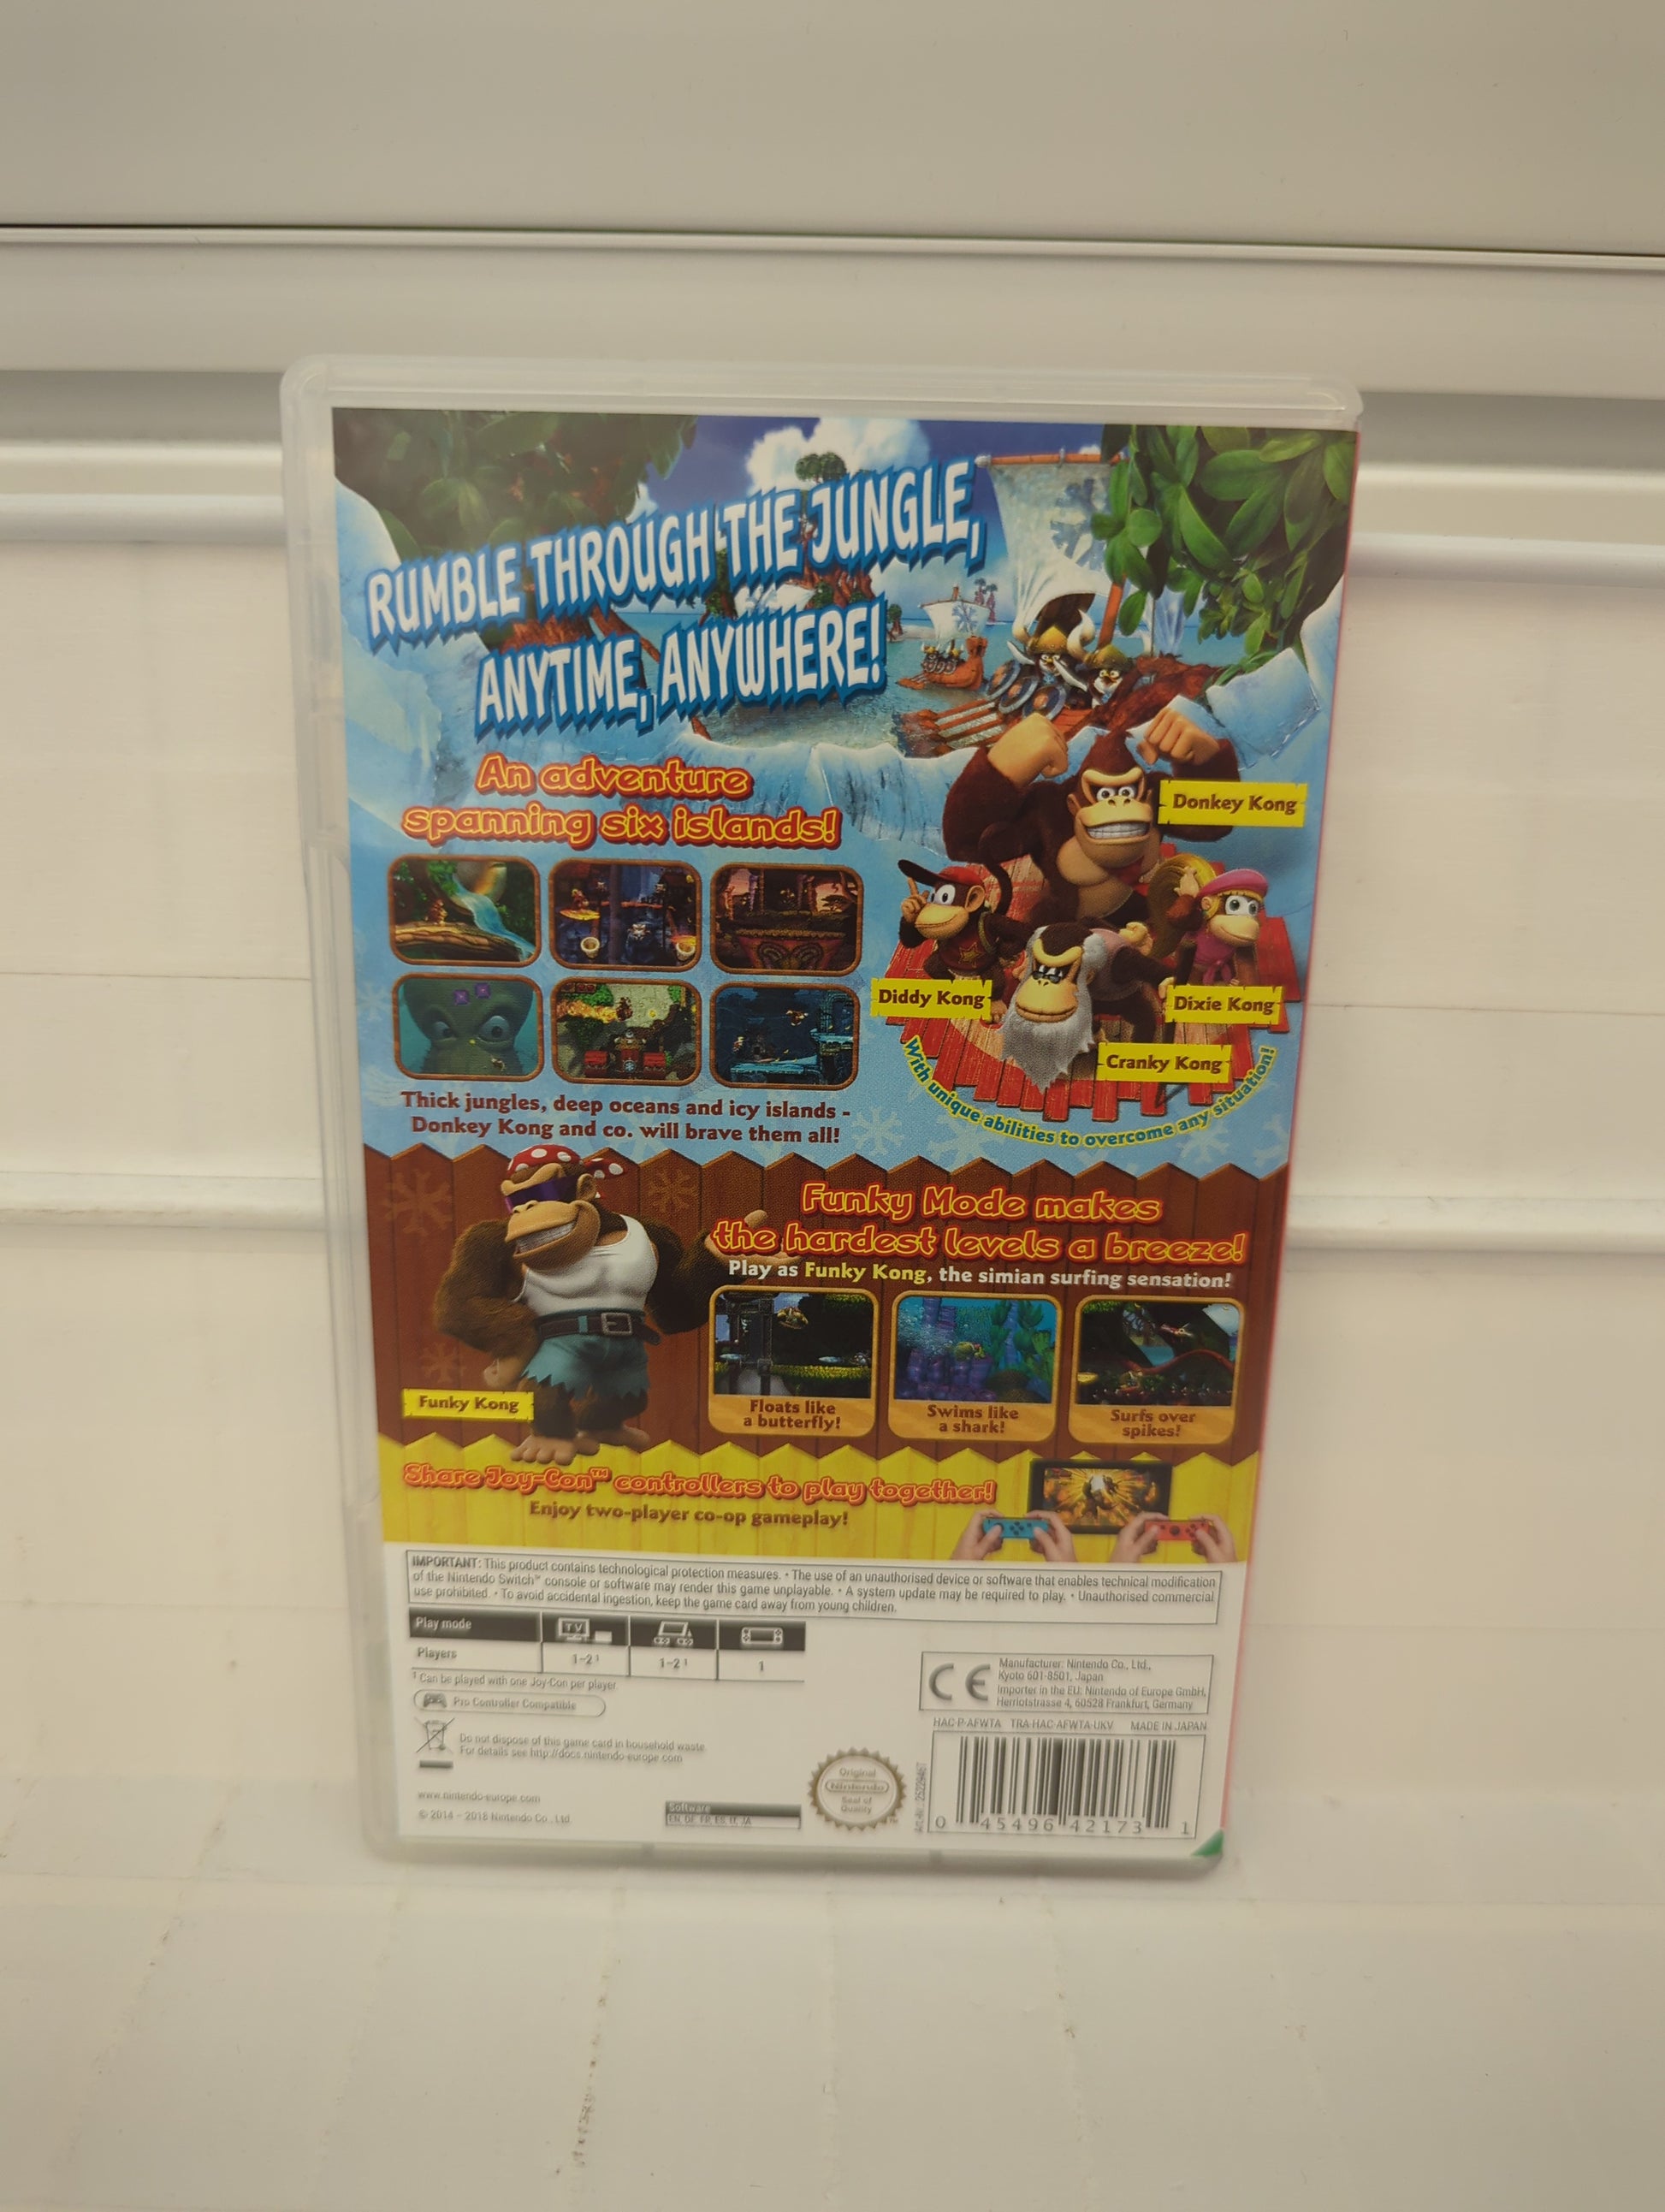 RUMBLE THROUGH THE JUNGLE,
ANYTIME, ANYWHERE!
An adventure
spanning six islands!
Donkey Kong
Diddy Kong
Dixie Kong
Cranky Kong
With unique abilities to overcome any situation!
Thick jungles, deep oceans and icy islands -
Donkey Kong and co. will brave them all!
Funky Mode makes
the hardest levels a breeze!
Play as Funky Kong, the simian surfing sensation!
Funky Kong
Floats like
a butterfly!
Swims like
a shark!
Surfs over
spikes!
Share Joy-Con™ controllers to play together!
Enjoy two-player co-op gameplay!
IMPORTANT: This product contains technological protection measures. • The use of an unauthorised device or software that enables technical modification
of the Nintendo Switch™ console or software may render this game unplayable. • A system update may be required to play. • Unauthorised commercial
use prohibited. • To avoid accidental ingestion, keep the game card away from young children.
Play mode TV
Players 1-2¹ 1-2¹ 1
¹ Can be played with one Joy-Con per player
Pro Controller Compatible
Do not dispose of this game card in household waste.
For details see http://docs.nintendo-europe.com
www.nintendo-europe.com
© 2014 – 2018 Nintendo Co., Ltd.
Software
EN, DE, FR, ES, IT, JA
Original
Nintendo
Seal of
Quality
CE
Manufacturer: Nintendo Co., Ltd.,
Kyoto 601-8501, Japan
Importer in the EU: Nintendo of Europe GmbH,
Herriotstrasse 4, 60528 Frankfurt, Germany
HAC-P-AFWTA TRA-HAC-AFWTA-UKV MADE IN JAPAN
0 45496 42173 1